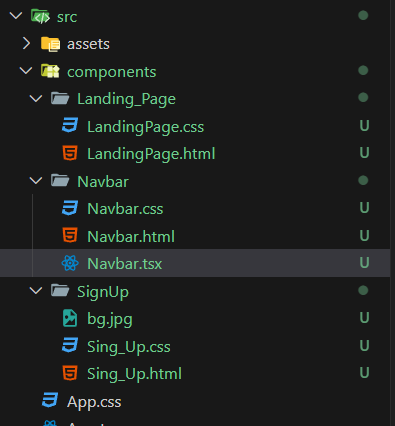 src
assets
components
Landing_Page
LandingPage.css U
LandingPage.html U
Navbar
Navbar.css U
Navbar.html U
Navbar.tsx U
SignUp
bg.jpg U
Sing_Up.css U
Sing_Up.html U
App.css